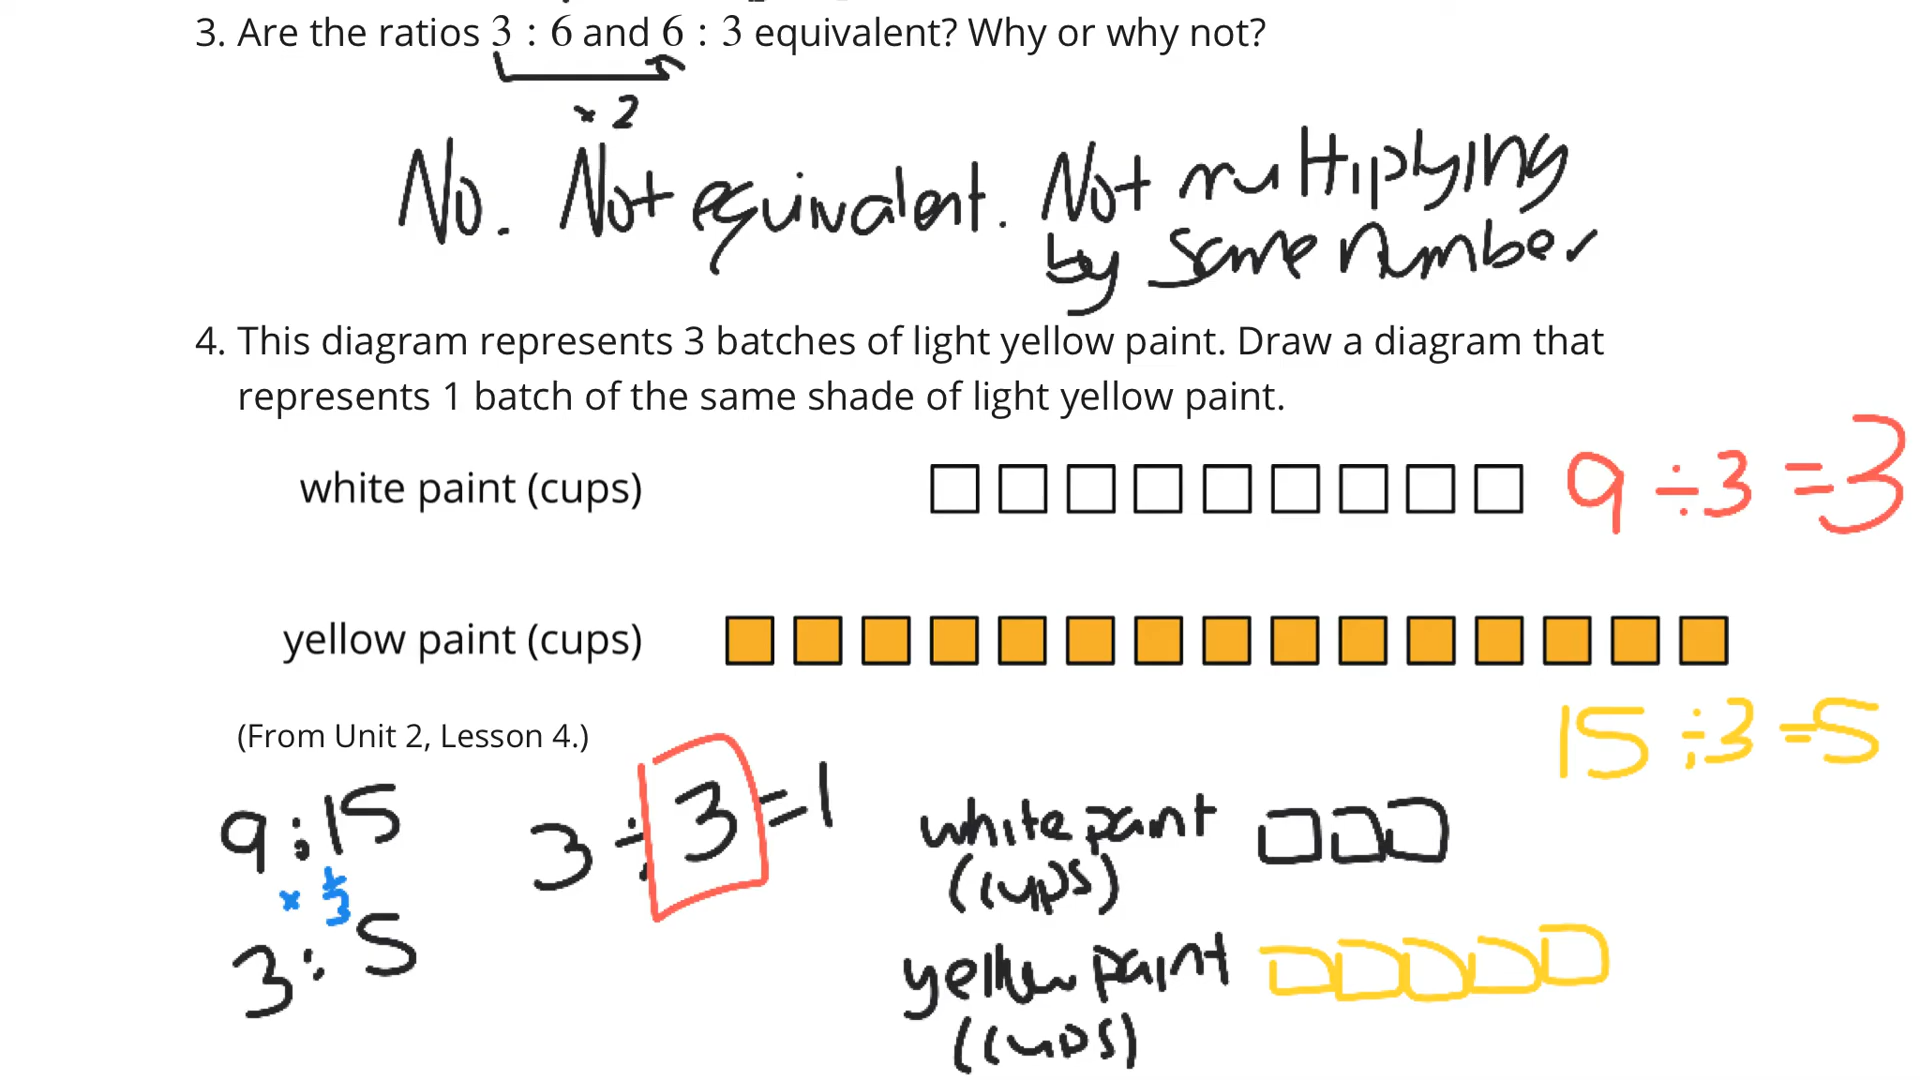 3. Are the ratios 3 : 6 and 6 : 3 equivalent? Why or why not?
× 2
No. Not equivalent. Not multiplying
by same number
4. This diagram represents 3 batches of light yellow paint. Draw a diagram that
represents 1 batch of the same shade of light yellow paint.
white paint (cups)
9 ÷ 3 = 3
yellow paint (cups)
15 ÷ 3 = 5
(From Unit 2, Lesson 4.)
9 : 15
3 ÷ 3 = 1
white paint
(cups)
× 1/3
3 : 5
yellow paint
(cups)